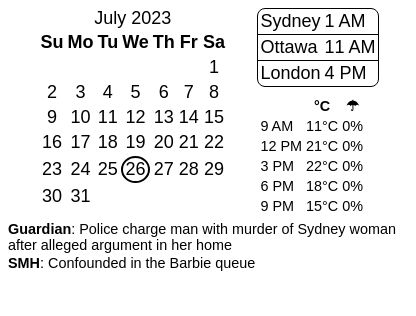 July 2023
Su Mo Tu We Th Fr Sa
1
2 3 4 5 6 7 8
9 10 11 12 13 14 15
16 17 18 19 20 21 22
23 24 25 26 27 28 29
30 31
Sydney 1 AM
Ottawa 11 AM
London 4 PM
°C ☂
9 AM 11°C 0%
12 PM 21°C 0%
3 PM 22°C 0%
6 PM 18°C 0%
9 PM 15°C 0%
Guardian: Police charge man with murder of Sydney woman
after alleged argument in her home
SMH: Confounded in the Barbie queue